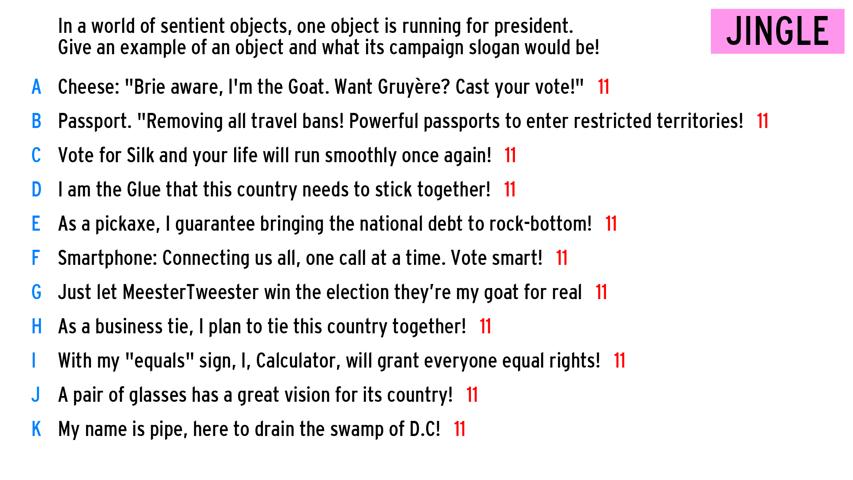 In a world of sentient objects, one object is running for president.
Give an example of an object and what its campaign slogan would be!
JINGLE
A Cheese: "Brie aware, I'm the Goat. Want Gruyère? Cast your vote!" 11
B Passport. "Removing all travel bans! Powerful passports to enter restricted territories! 11
C Vote for Silk and your life will run smoothly once again! 11
D I am the Glue that this country needs to stick together! 11
E As a pickaxe, I guarantee bringing the national debt to rock-bottom! 11
F Smartphone: Connecting us all, one call at a time. Vote smart! 11
G Just let MeesterTweester win the election they're my goat for real 11
H As a business tie, I plan to tie this country together! 11
I With my "equals" sign, I, Calculator, will grant everyone equal rights! 11
J A pair of glasses has a great vision for its country! 11
K My name is pipe, here to drain the swamp of D.C! 11